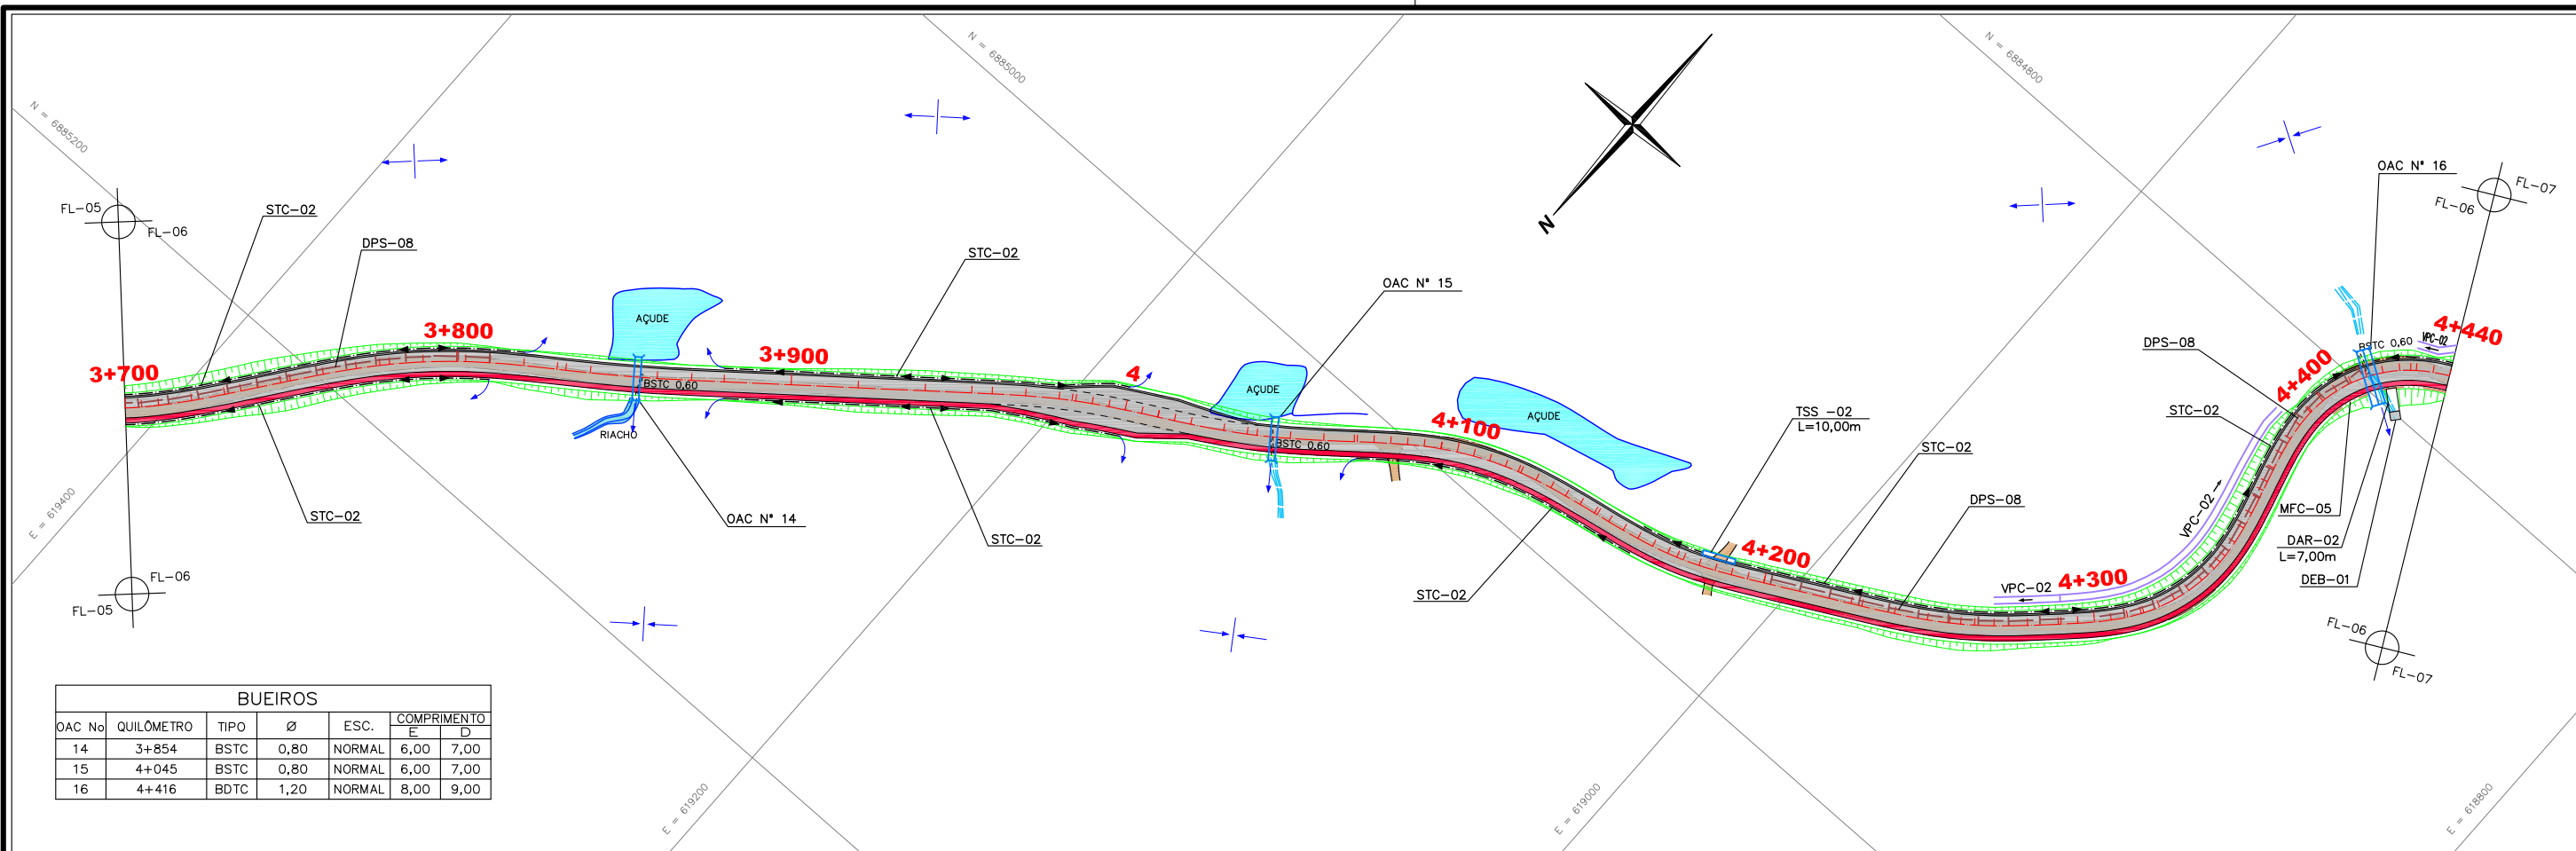 N = 6885200
N = 6885000
N = 6884800
OAC N° 16
FL-07
FL-06
FL-05
FL-06
STC-02
DPS-08
STC-02
N
OAC N° 15
AÇUDE
3+800
3+900
3+700
4
4+440
VPC-02
BSTC 0,60
DPS-08
4+400
BSTC 0,60
AÇUDE
AÇUDE
4+100
STC-02
TSS -02
L=10,00m
RIACHO
BSTC 0,60
STC-02
DPS-08
STC-02
OAC N° 14
STC-02
VPC-02
MFC-05
DAR-02
L=7,00m
DEB-01
4+200
4+300
VPC-02
STC-02
E = 619400
FL-06
FL-05
FL-06
FL-07
BUEIROS
OAC No QUILÔMETRO TIPO Ø ESC. COMPRIMENTO
E D
14 3+854 BSTC 0,80 NORMAL 6,00 7,00
15 4+045 BSTC 0,80 NORMAL 6,00 7,00
16 4+416 BDTC 1,20 NORMAL 8,00 9,00
E = 619200
E = 619000
E = 618800